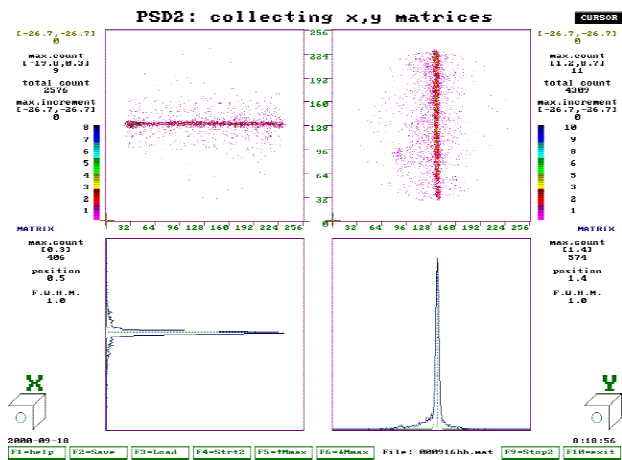 PSD2: collecting x,y matrices
CURSOR
[-26.7,-26.7]
0
max.count
[-19.8,0.3]
9
total count
2576
max.increment
[-26.7,-26.7]
0
8
7
6
5
4
3
2
1
256
224
192
160
128
96
64
32
0
32 64 96 128 160 192 224 256
0
32 64 96 128 160 192 224 256
[-26.7,-26.7]
0
max.count
[1.2,8.7]
11
total count
4309
max.increment
[-26.7,-26.7]
0
10
9
8
7
6
5
4
3
2
1
MATRIX
max.count
[0.3]
406
position
0.5
F.W.H.M.
1.0
MATRIX
max.count
[1.4]
574
position
1.4
F.W.H.M.
1.0
X
Y
2000-09-18
8:18:56
F1=help F2=Save F3=Load F4=Strt2 F5=↑Mmax F6=↓Mmax File: 000916hh.mat F9=Stop2 F10=exit